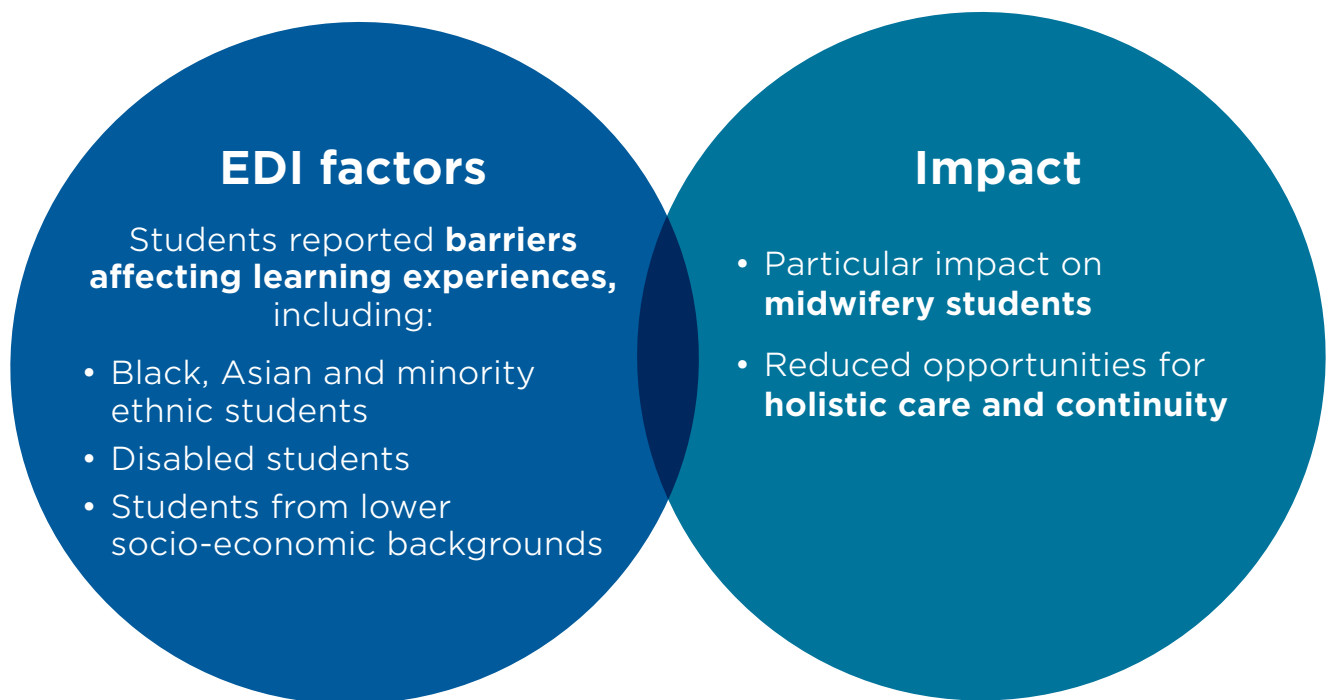 EDI factors
Students reported barriers
affecting learning experiences,
including:
• Black, Asian and minority
ethnic students
• Disabled students
• Students from lower
socio-economic backgrounds
Impact
• Particular impact on
midwifery students
• Reduced opportunities for
holistic care and continuity